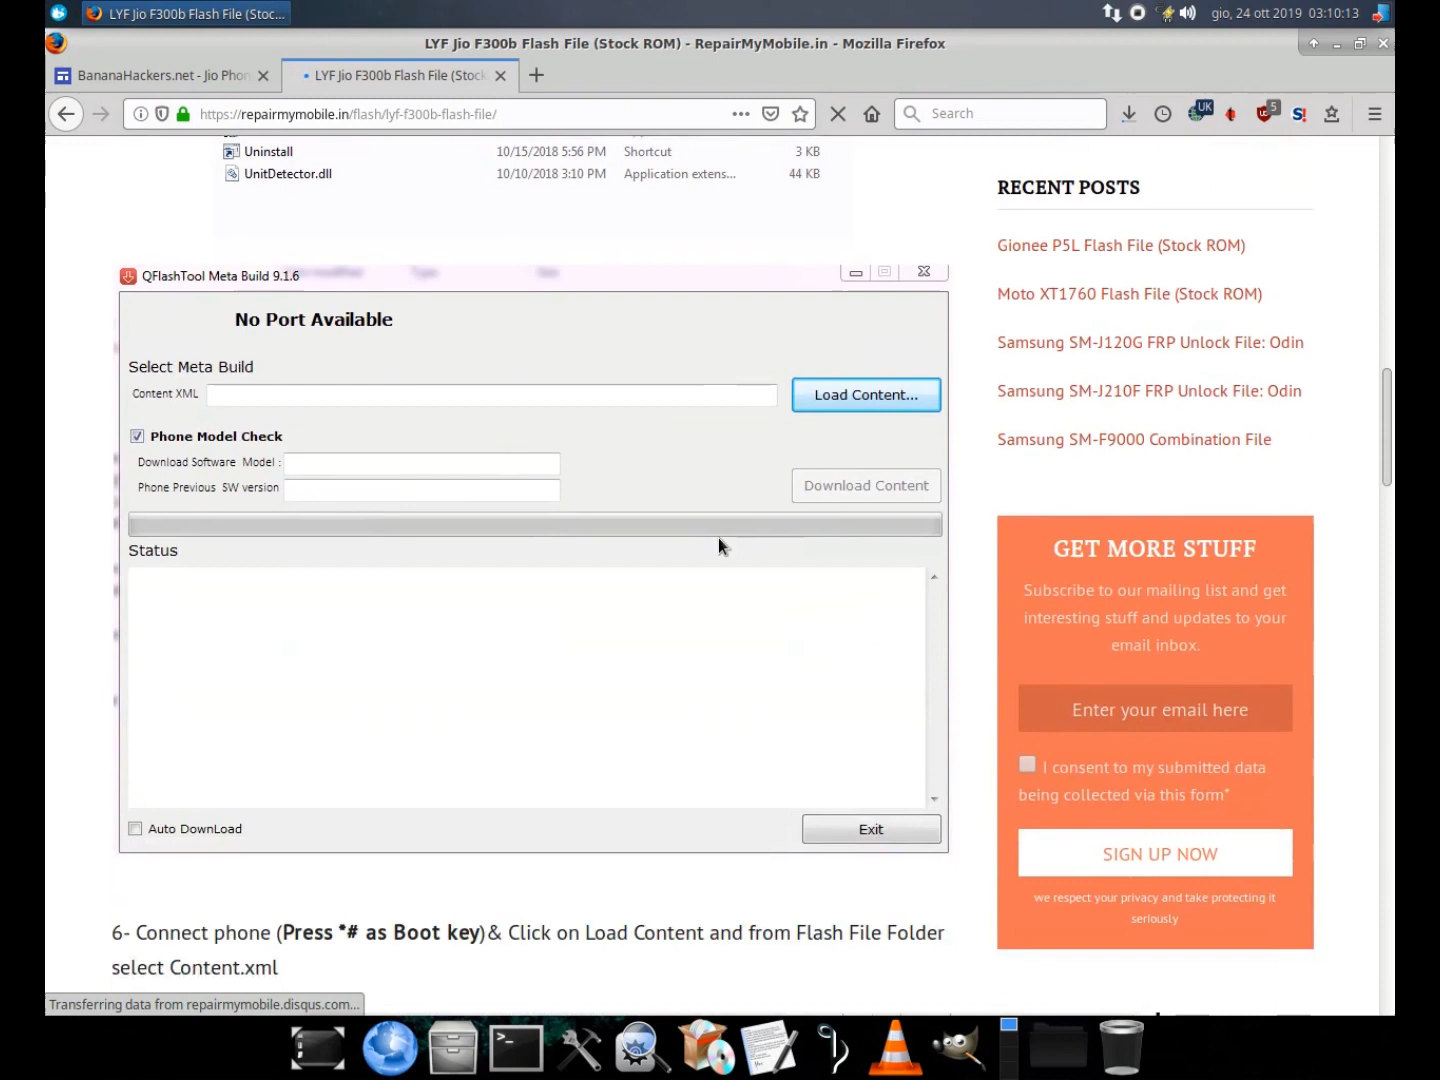 LYF Jio F300b Flash File (Stoc...
gio, 24 ott 2019 03:10:13
LYF Jio F300b Flash File (Stock ROM) - RepairMyMobile.in - Mozilla Firefox
BananaHackers.net - Jio Phon
LYF Jio F300b Flash File (Stock
https://repairmymobile.in/flash/lyf-f300b-flash-file/
Search
UK
5
S!
Uninstall 10/15/2018 5:56 PM Shortcut 3 KB
UnitDetector.dll 10/10/2018 3:10 PM Application extens... 44 KB
QFlashTool Meta Build 9.1.6
No Port Available
Select Meta Build
Content XML
Load Content...
Phone Model Check
Download Software Model :
Phone Previous SW version
Download Content
Status
Auto DownLoad
Exit
6- Connect phone (Press *# as Boot key)& Click on Load Content and from Flash File Folder
select Content.xml
RECENT POSTS
Gionee P5L Flash File (Stock ROM)
Moto XT1760 Flash File (Stock ROM)
Samsung SM-J120G FRP Unlock File: Odin
Samsung SM-J210F FRP Unlock File: Odin
Samsung SM-F9000 Combination File
GET MORE STUFF
Subscribe to our mailing list and get
interesting stuff and updates to your
email inbox.
Enter your email here
I consent to my submitted data
being collected via this form*
SIGN UP NOW
we respect your privacy and take protecting it
seriously
Transferring data from repairmymobile.disqus.com...